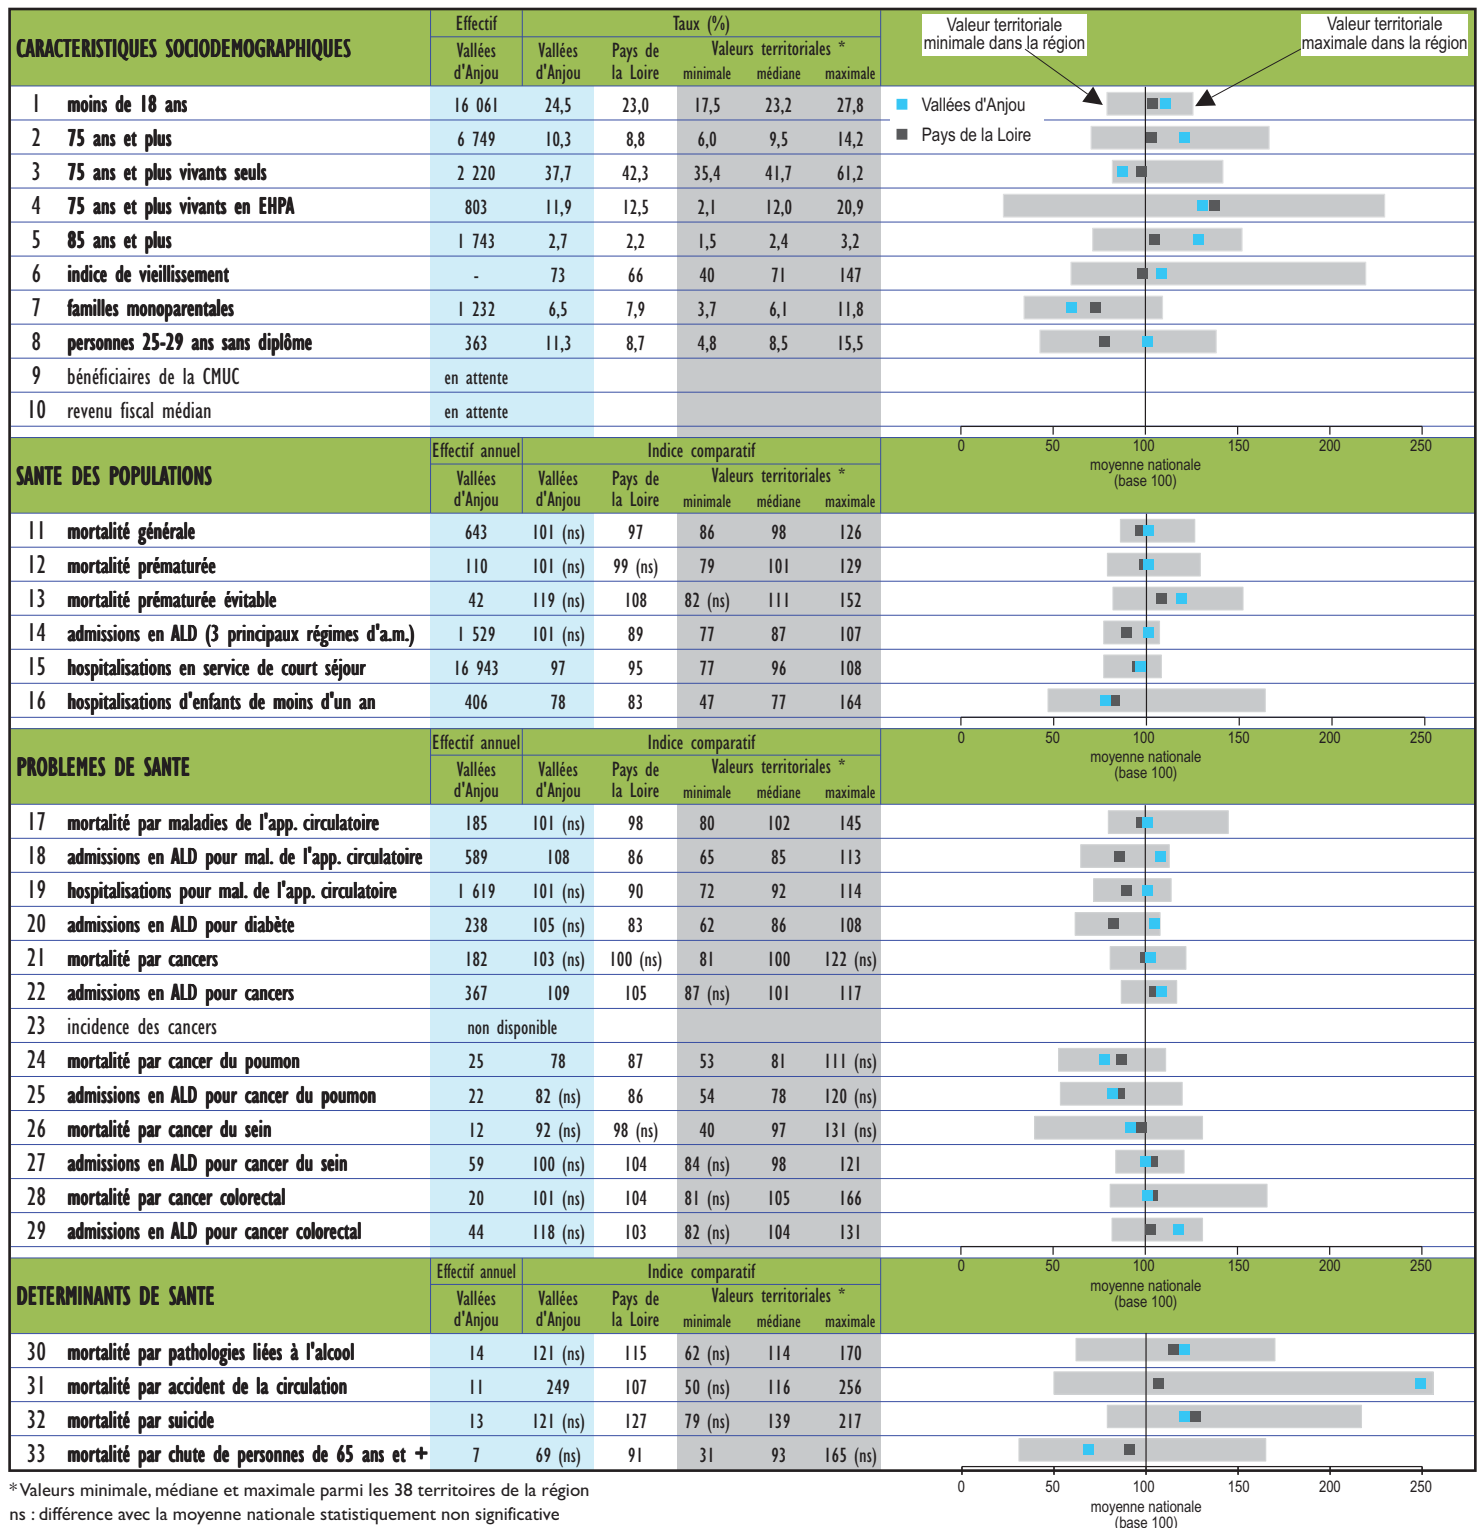 CARACTERISTIQUES SOCIODEMOGRAPHIQUES
Effectif Taux (%)
Vallées d'Anjou Vallées d'Anjou Pays de la Loire Valeurs territoriales *
minimale médiane maximale
Valeur territoriale minimale dans la région
Valeur territoriale maximale dans la région
Vallées d'Anjou
Pays de la Loire
1 moins de 18 ans 16 061 24,5 23,0 17,5 23,2 27,8
2 75 ans et plus 6 749 10,3 8,8 6,0 9,5 14,2
3 75 ans et plus vivants seuls 2 220 37,7 42,3 35,4 41,7 61,2
4 75 ans et plus vivants en EHPA 803 11,9 12,5 2,1 12,0 20,9
5 85 ans et plus 1 743 2,7 2,2 1,5 2,4 3,2
6 indice de vieillissement - 73 66 40 71 147
7 familles monoparentales 1 232 6,5 7,9 3,7 6,1 11,8
8 personnes 25-29 ans sans diplôme 363 11,3 8,7 4,8 8,5 15,5
9 bénéficiaires de la CMUC en attente
10 revenu fiscal médian en attente
0 50 100 150 200 250
moyenne nationale
(base 100)
SANTE DES POPULATIONS
Effectif annuel Indice comparatif
Vallées d'Anjou Vallées d'Anjou Pays de la Loire Valeurs territoriales *
minimale médiane maximale
11 mortalité générale 643 101 (ns) 97 86 98 126
12 mortalité prématurée 110 101 (ns) 99 (ns) 79 101 129
13 mortalité prématurée évitable 42 119 (ns) 108 82 (ns) 111 152
14 admissions en ALD (3 principaux régimes d'a.m.) 1 529 101 (ns) 89 77 87 107
15 hospitalisations en service de court séjour 16 943 97 95 77 96 108
16 hospitalisations d'enfants de moins d'un an 406 78 83 47 77 164
0 50 100 150 200 250
moyenne nationale
(base 100)
PROBLEMES DE SANTE
Effectif annuel Indice comparatif
Vallées d'Anjou Vallées d'Anjou Pays de la Loire Valeurs territoriales *
minimale médiane maximale
17 mortalité par maladies de l'app. circulatoire 185 101 (ns) 98 80 102 145
18 admissions en ALD pour mal. de l'app. circulatoire 589 108 86 65 85 113
19 hospitalisations pour mal. de l'app. circulatoire 1 619 101 (ns) 90 72 92 114
20 admissions en ALD pour diabète 238 105 (ns) 83 62 86 108
21 mortalité par cancers 182 103 (ns) 100 (ns) 81 100 122 (ns)
22 admissions en ALD pour cancers 367 109 105 87 (ns) 101 117
23 incidence des cancers non disponible
24 mortalité par cancer du poumon 25 78 87 53 81 111 (ns)
25 admissions en ALD pour cancer du poumon 22 82 (ns) 86 54 78 120 (ns)
26 mortalité par cancer du sein 12 92 (ns) 98 (ns) 40 97 131 (ns)
27 admissions en ALD pour cancer du sein 59 100 (ns) 104 84 (ns) 98 121
28 mortalité par cancer colorectal 20 101 (ns) 104 81 (ns) 105 166
29 admissions en ALD pour cancer colorectal 44 118 (ns) 103 82 (ns) 104 131
0 50 100 150 200 250
moyenne nationale
(base 100)
DETERMINANTS DE SANTE
Effectif annuel Indice comparatif
Vallées d'Anjou Vallées d'Anjou Pays de la Loire Valeurs territoriales *
minimale médiane maximale
30 mortalité par pathologies liées à l'alcool 14 121 (ns) 115 62 (ns) 114 170
31 mortalité par accident de la circulation 11 249 107 50 (ns) 116 256
32 mortalité par suicide 13 121 (ns) 127 79 (ns) 139 217
33 mortalité par chute de personnes de 65 ans et + 7 69 (ns) 91 31 93 165 (ns)
0 50 100 150 200 250
moyenne nationale
(base 100)
* Valeurs minimale, médiane et maximale parmi les 38 territoires de la région
ns : différence avec la moyenne nationale statistiquement non significative